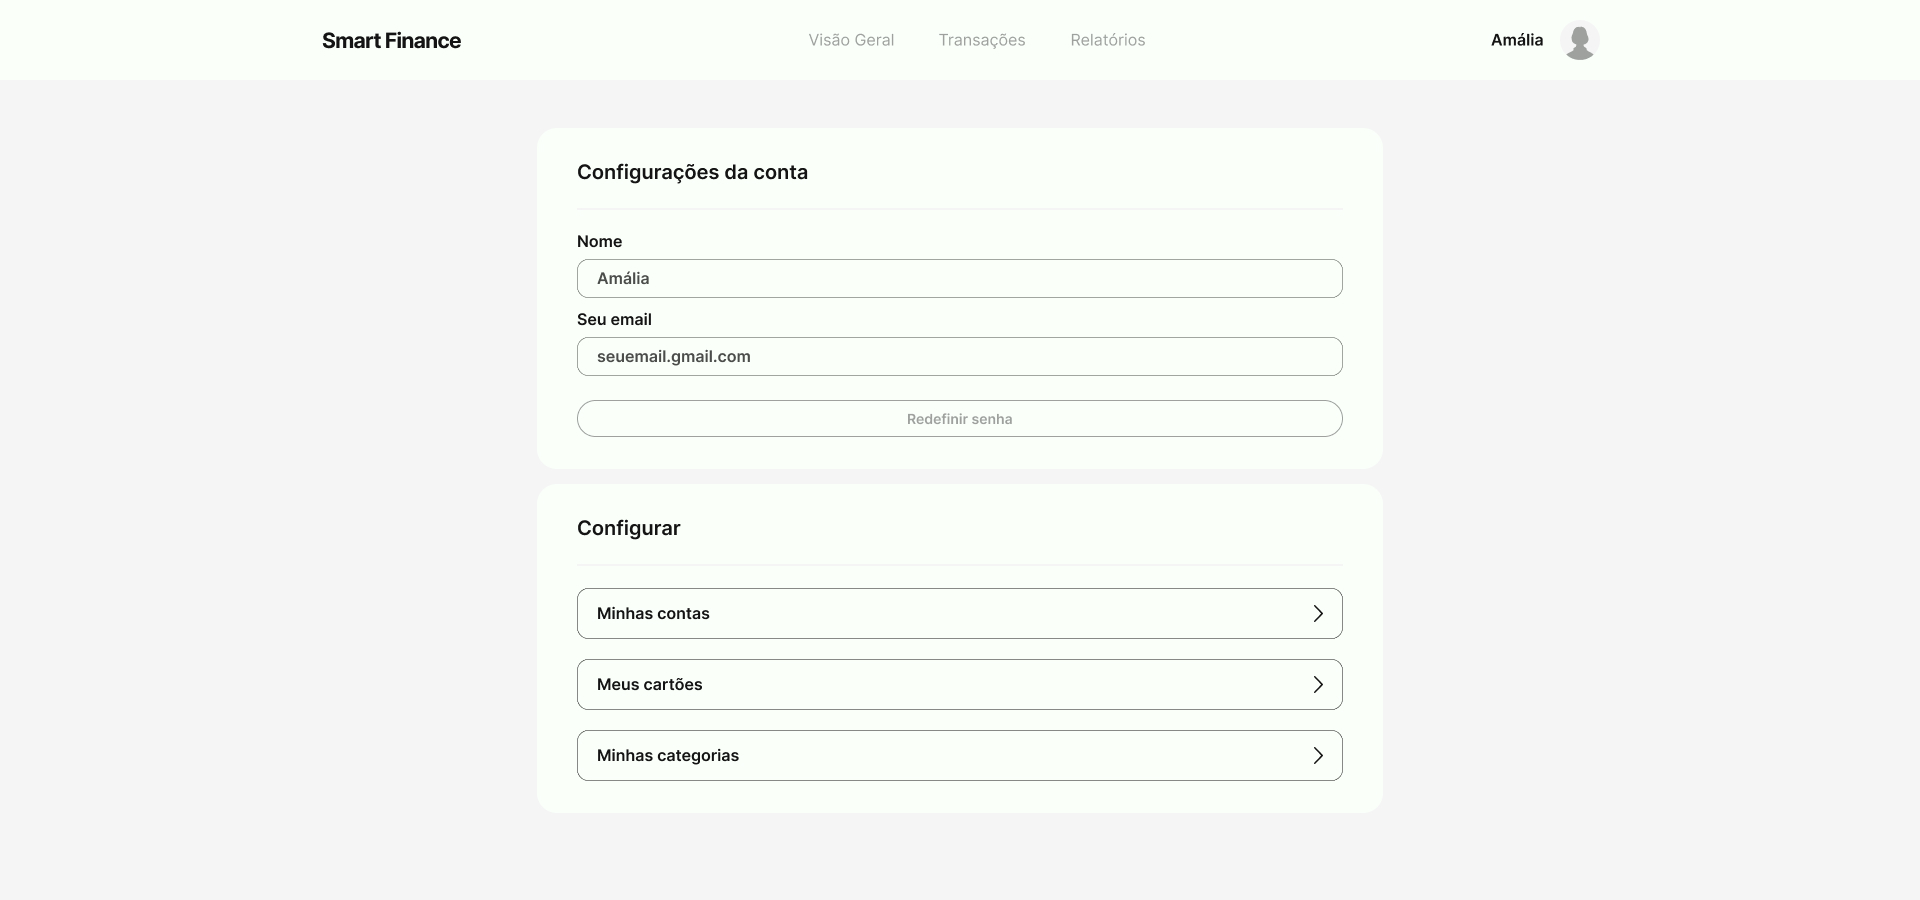 Smart Finance
Visão Geral
Transações
Relatórios
Amália
Configurações da conta
Nome
Amália
Seu email
seuemail.gmail.com
Redefinir senha
Configurar
Minhas contas
Meus cartões
Minhas categorias